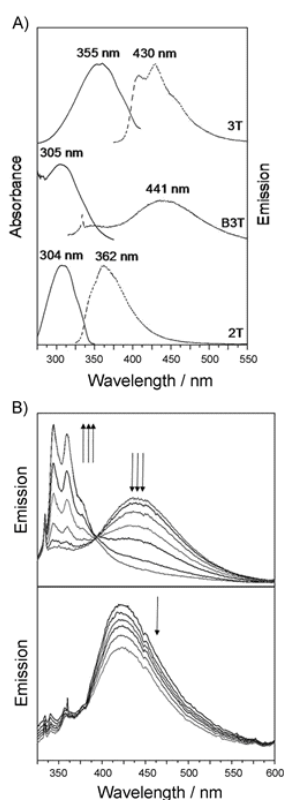 A)
355 nm 430 nm
3T
305 nm
441 nm
B3T
304 nm 362 nm
2T
Absorbance
Emission
300 350 400 450 500 550
Wavelength / nm
B)
Emission
Emission
350 400 450 500 550 600
Wavelength / nm